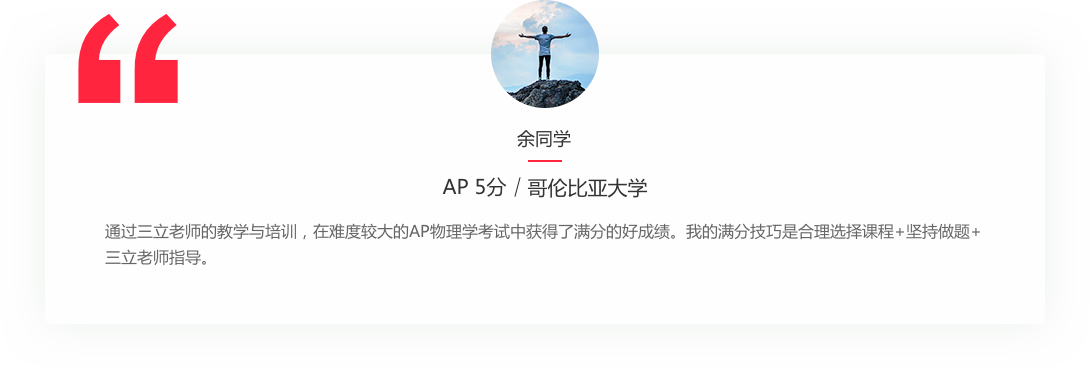 余同学
AP 5分 / 哥伦比亚大学
通过三立老师的教学与培训，在难度较大的AP物理学考试中获得了满分的好成绩。我的满分技巧是合理选择课程+坚持做题+
三立老师指导。